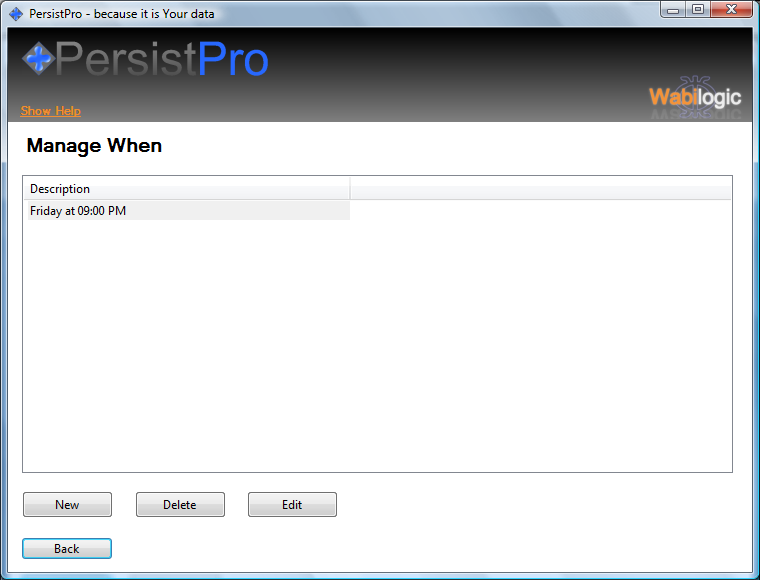 PersistPro - because it is Your data
PersistPro
Show Help
Wabilogic
Manage When
Description
Friday at 09:00 PM
New
Delete
Edit
Back